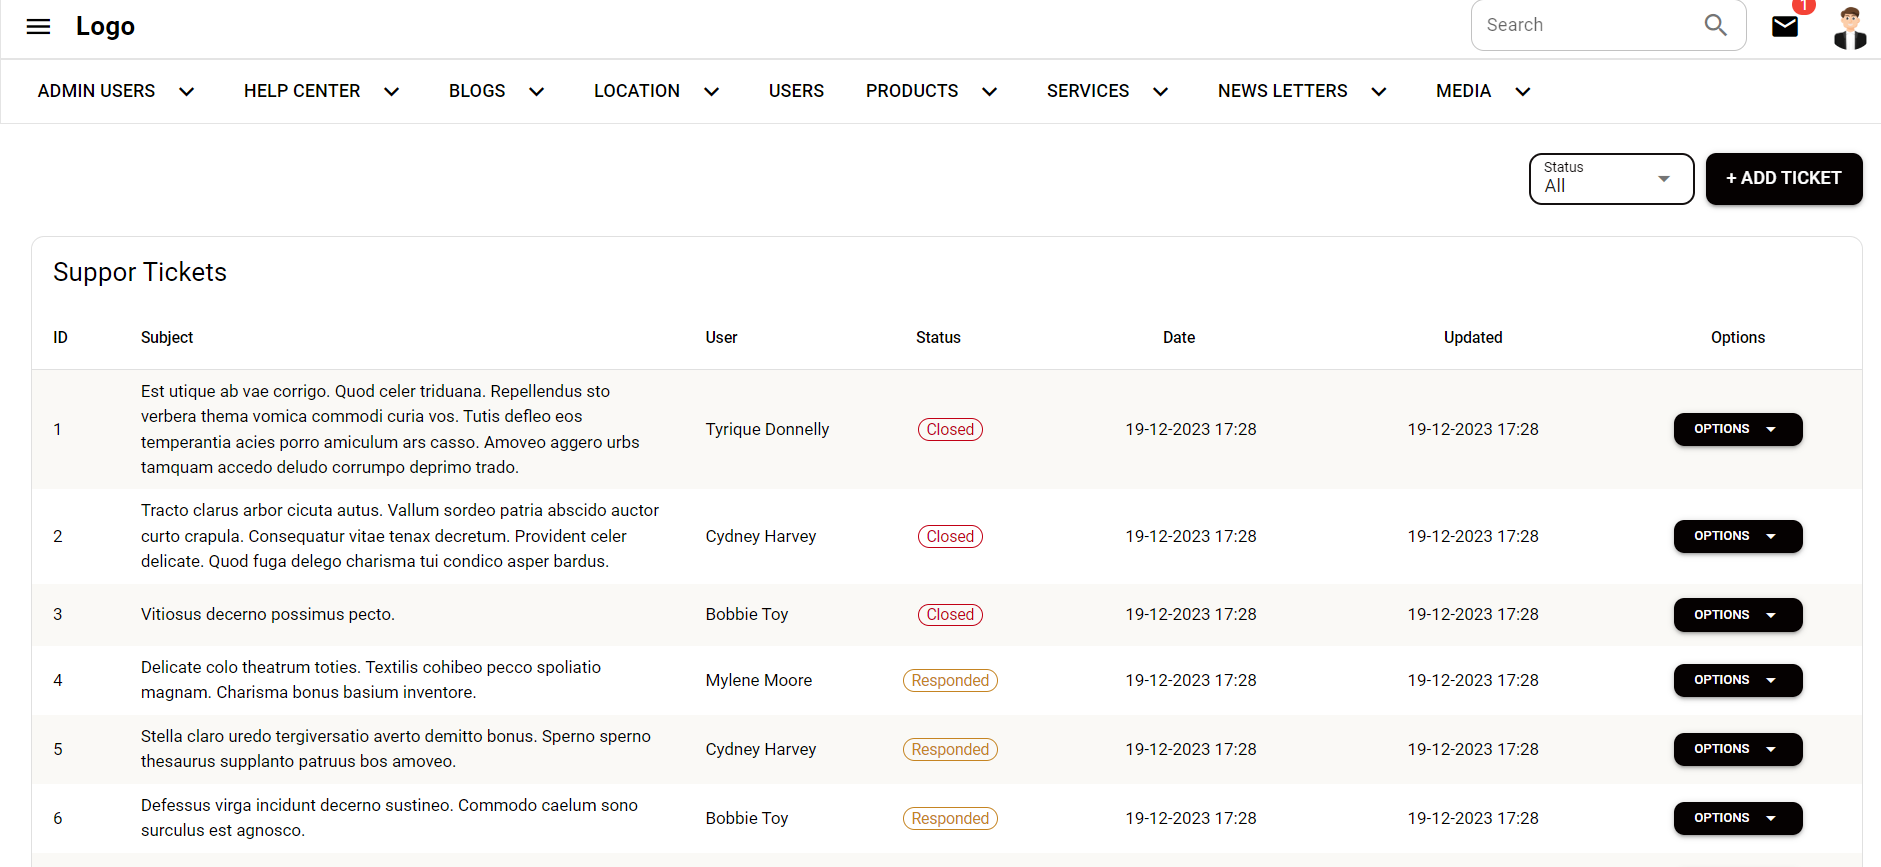 Logo
Search
1
ADMIN USERS HELP CENTER BLOGS LOCATION USERS PRODUCTS SERVICES NEWS LETTERS MEDIA
Status
All
+ ADD TICKET
Suppor Tickets
ID Subject User Status Date Updated Options
1
Est utique ab vae corrigo. Quod celer triduana. Repellendus sto
verbera thema vomica commodi curia vos. Tutis defleo eos
temperantia acies porro amiculum ars casso. Amoveo aggero urbs
tamquam accedo deludo corrumpo deprimo trado.
Tyrique Donnelly Closed 19-12-2023 17:28 19-12-2023 17:28 OPTIONS
2
Tracto clarus arbor cicuta autus. Vallum sordeo patria abscido auctor
curto crapula. Consequatur vitae tenax decretum. Provident celer
delicate. Quod fuga delego charisma tui condico asper bardus.
Cydney Harvey Closed 19-12-2023 17:28 19-12-2023 17:28 OPTIONS
3 Vitiosus decerno possimus pecto. Bobbie Toy Closed 19-12-2023 17:28 19-12-2023 17:28 OPTIONS
4
Delicate colo theatrum toties. Textilis cohibeo pecco spoliatio
magnam. Charisma bonus basium inventore.
Mylene Moore Responded 19-12-2023 17:28 19-12-2023 17:28 OPTIONS
5
Stella claro uredo tergiversatio averto demitto bonus. Sperno sperno
thesaurus supplanto patruus bos amoveo.
Cydney Harvey Responded 19-12-2023 17:28 19-12-2023 17:28 OPTIONS
6
Defessus virga incidunt decerno sustineo. Commodo caelum sono
surculus est agnosco.
Bobbie Toy Responded 19-12-2023 17:28 19-12-2023 17:28 OPTIONS